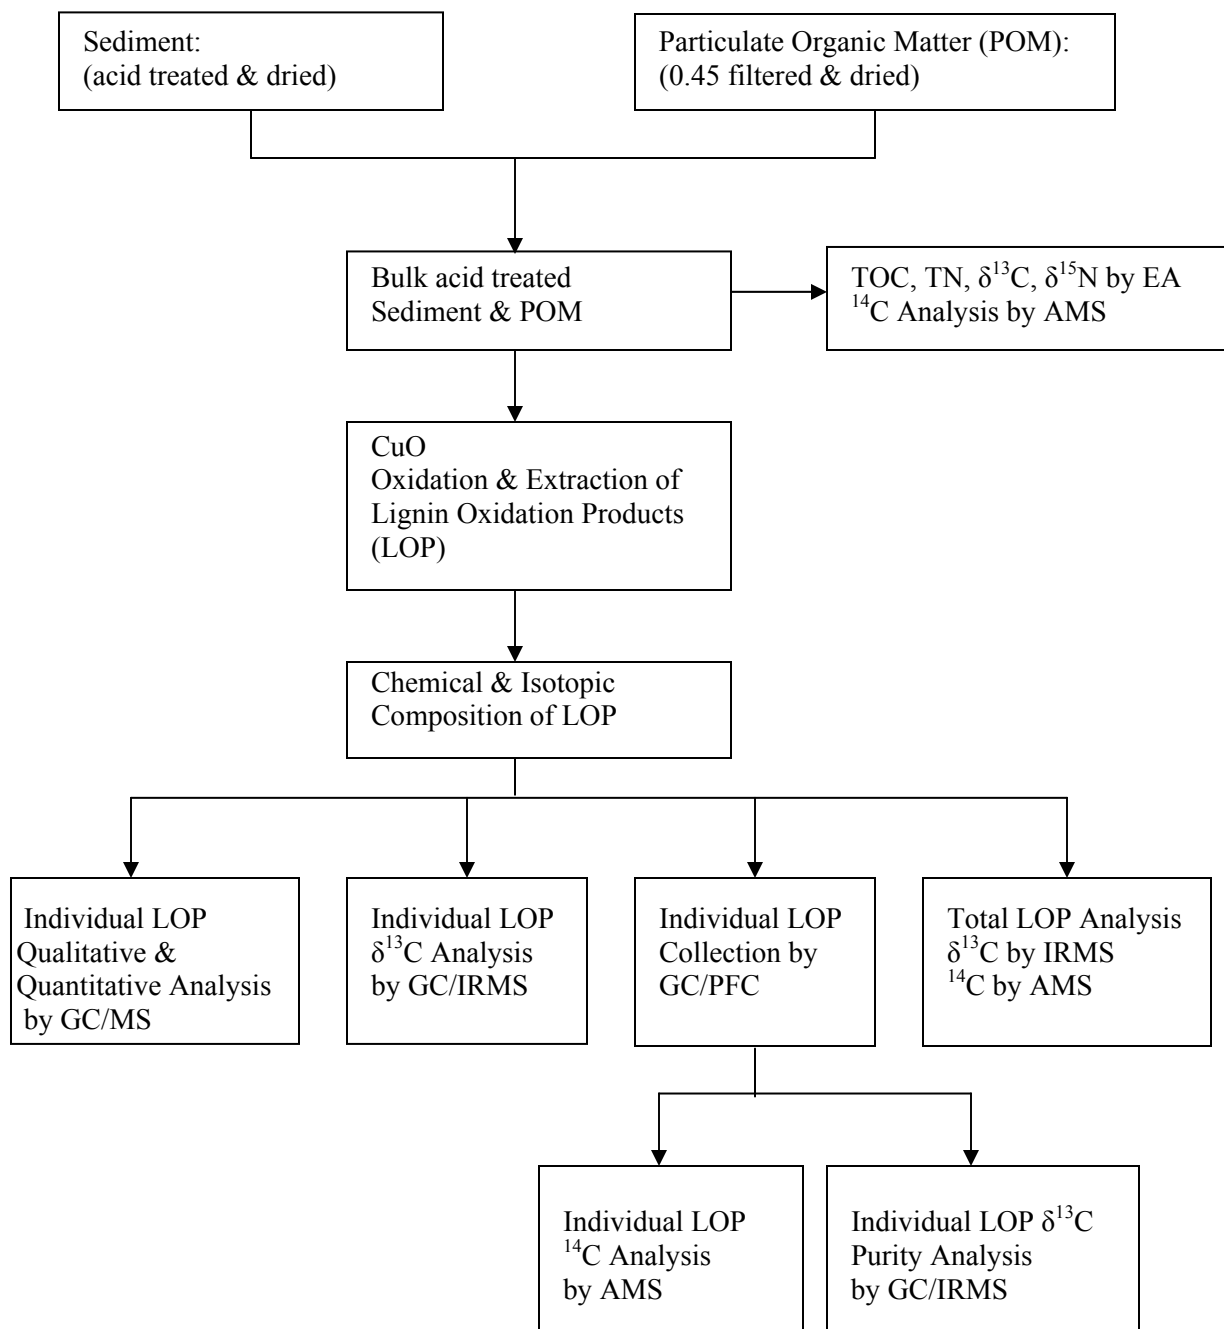 Sediment:
(acid treated & dried)
Particulate Organic Matter (POM):
(0.45 filtered & dried)
Bulk acid treated
Sediment & POM
TOC, TN, δ¹³C, δ¹⁵N by EA
¹⁴C Analysis by AMS
CuO
Oxidation & Extraction of
Lignin Oxidation Products
(LOP)
Chemical & Isotopic
Composition of LOP
Individual LOP
Qualitative &
Quantitative Analysis
by GC/MS
Individual LOP
δ¹³C Analysis
by GC/IRMS
Individual LOP
Collection by
GC/PFC
Total LOP Analysis
δ¹³C by IRMS
¹⁴C by AMS
Individual LOP
¹⁴C Analysis
by AMS
Individual LOP δ¹³C
Purity Analysis
by GC/IRMS